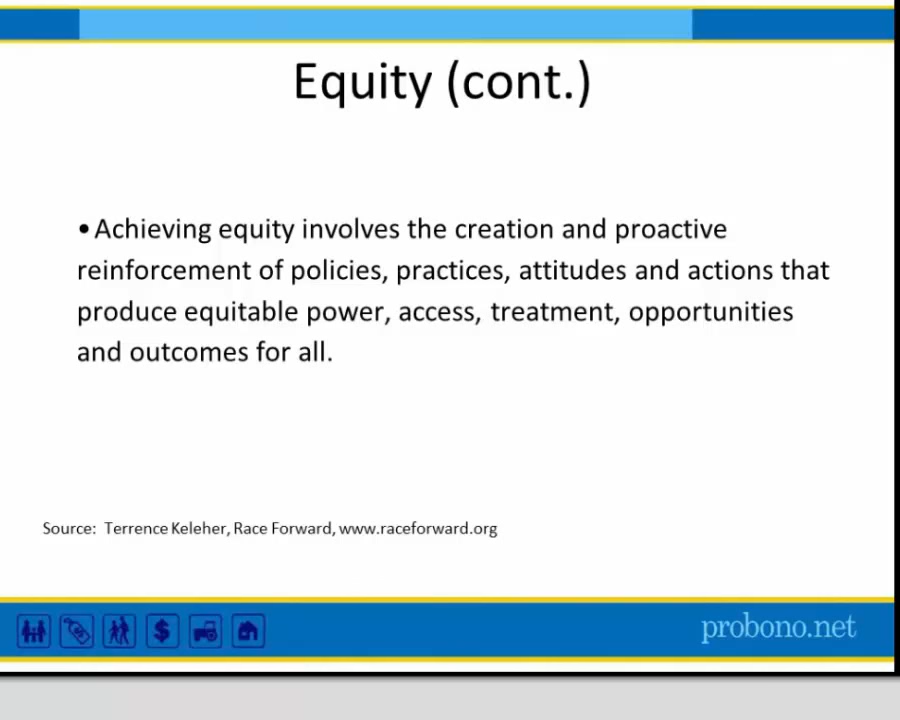 Equity (cont.)
•Achieving equity involves the creation and proactive
reinforcement of policies, practices, attitudes and actions that
produce equitable power, access, treatment, opportunities
and outcomes for all.
Source: Terrence Keleher, Race Forward, www.raceforward.org
$
probono.net